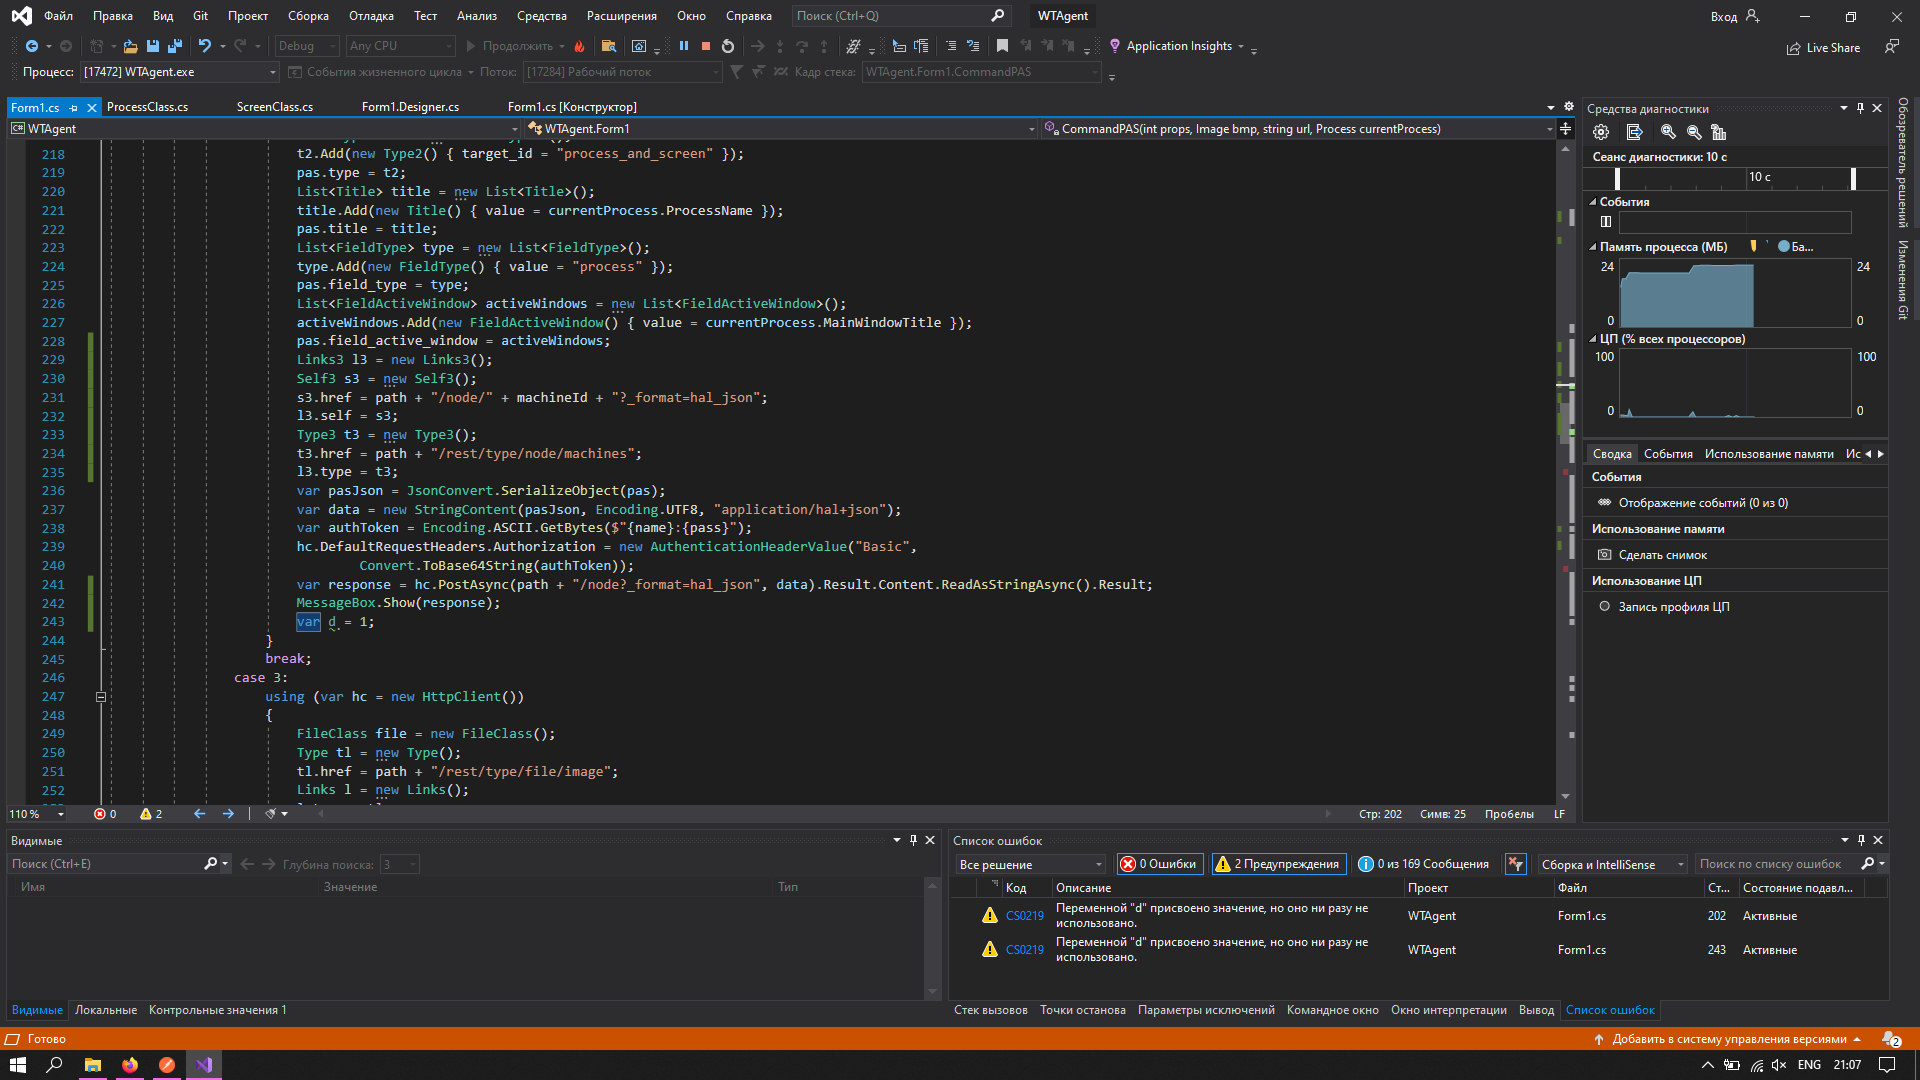 Файл Правка Вид Git Проект Сборка Отладка Тест Анализ Средства Расширения Окно Справка Поиск (Ctrl+Q) WTAgent Вход
Debug Any CPU Продолжить Application Insights Live Share
Процесс: [17472] WTAgent.exe События жизненного цикла Поток: [17284] Рабочий поток Кадр стека: WTAgent.Form1.CommandPAS
Form1.cs ProcessClass.cs ScreenClass.cs Form1.Designer.cs Form1.cs [Конструктор]
WTAgent WTAgent.Form1 CommandPAS(int props, Image bmp, string url, Process currentProcess)
218 t2.Add(new Type2() { target_id = "process_and_screen" });
219 pas.type = t2;
220 List<Title> title = new List<Title>();
221 title.Add(new Title() { value = currentProcess.ProcessName });
222 pas.title = title;
223 List<FieldType> type = new List<FieldType>();
224 type.Add(new FieldType() { value = "process" });
225 pas.field_type = type;
226 List<FieldActiveWindow> activeWindows = new List<FieldActiveWindow>();
227 activeWindows.Add(new FieldActiveWindow() { value = currentProcess.MainWindowTitle });
228 pas.field_active_window = activeWindows;
229 Links3 l3 = new Links3();
230 Self3 s3 = new Self3();
231 s3.href = path + "/node/" + machineId + "?_format=hal_json";
232 l3.self = s3;
233 Type3 t3 = new Type3();
234 t3.href = path + "/rest/type/node/machines";
235 l3.type = t3;
236 var pasJson = JsonConvert.SerializeObject(pas);
237 var data = new StringContent(pasJson, Encoding.UTF8, "application/hal+json");
238 var authToken = Encoding.ASCII.GetBytes($"{name}:{pass}");
239 hc.DefaultRequestHeaders.Authorization = new AuthenticationHeaderValue("Basic",
240 Convert.ToBase64String(authToken));
241 var response = hc.PostAsync(path + "/node?_format=hal_json", data).Result.Content.ReadAsStringAsync().Result;
242 MessageBox.Show(response);
243 var d = 1;
244 }
245 break;
246 case 3:
247 using (var hc = new HttpClient())
248 {
249 FileClass file = new FileClass();
250 Type tl = new Type();
251 tl.href = path + "/rest/type/file/image";
252 Links l = new Links();
110 % 0 2 Стр: 202 Симв: 25 Пробелы LF
Средства диагностики
Сеанс диагностики: 10 с
10 с
События
Память процесса (МБ) Ба...
24 24
0 0
ЦП (% всех процессоров)
100 100
0 0
Сводка События Использование памяти Ис
События
Отображение событий (0 из 0)
Использование памяти
Сделать снимок
Использование ЦП
Запись профиля ЦП
Обозреватель решений
Изменения Git
Видимые
Поиск (Ctrl+E) Глубина поиска: 3
Имя Значение Тип
Видимые Локальные Контрольные значения 1
Список ошибок
Все решение 0 Ошибки 2 Предупреждения 0 из 169 Сообщения Сборка и IntelliSense Поиск по списку ошибок
Код Описание Проект Файл Ст... Состояние подавл...
CS0219 Переменной "d" присвоено значение, но оно ни разу не WTAgent Form1.cs 202 Активные
использовано.
CS0219 Переменной "d" присвоено значение, но оно ни разу не WTAgent Form1.cs 243 Активные
использовано.
Стек вызовов Точки останова Параметры исключений Командное окно Окно интерпретации Вывод Список ошибок
Готово Добавить в систему управления версиями 2
ENG 21:07